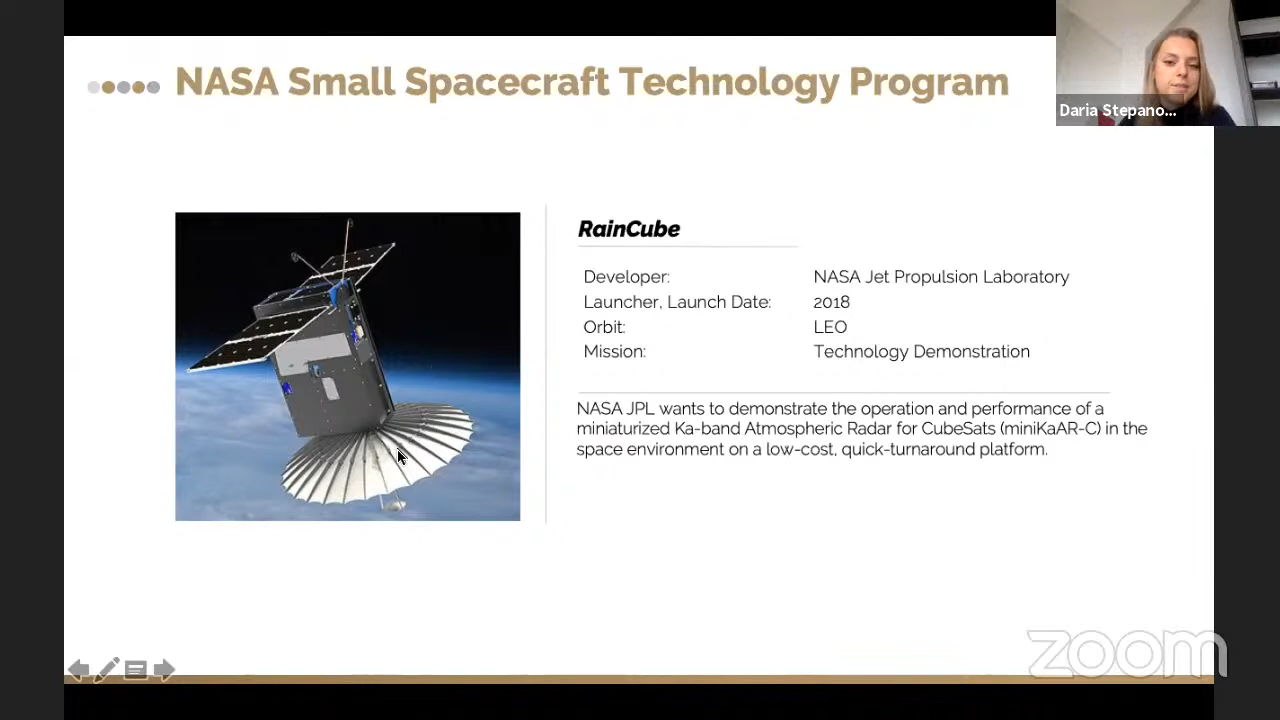 NASA Small Spacecraft Technology Program
Daria Stepano...
RainCube
Developer: NASA Jet Propulsion Laboratory
Launcher, Launch Date: 2018
Orbit: LEO
Mission: Technology Demonstration
NASA JPL wants to demonstrate the operation and performance of a
miniaturized Ka-band Atmospheric Radar for CubeSats (miniKaAR-C) in the
space environment on a low-cost, quick-turnaround platform.
zoom